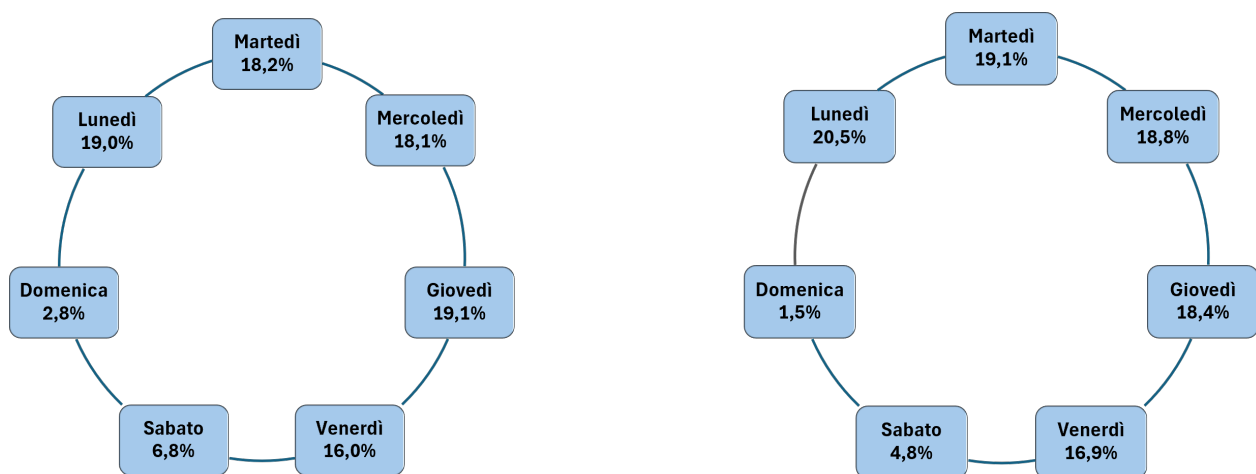 Martedì
18,2%
Lunedì
19,0%
Mercoledì
18,1%
Domenica
2,8%
Giovedì
19,1%
Sabato
6,8%
Venerdì
16,0%
Martedì
19,1%
Lunedì
20,5%
Mercoledì
18,8%
Domenica
1,5%
Giovedì
18,4%
Sabato
4,8%
Venerdì
16,9%